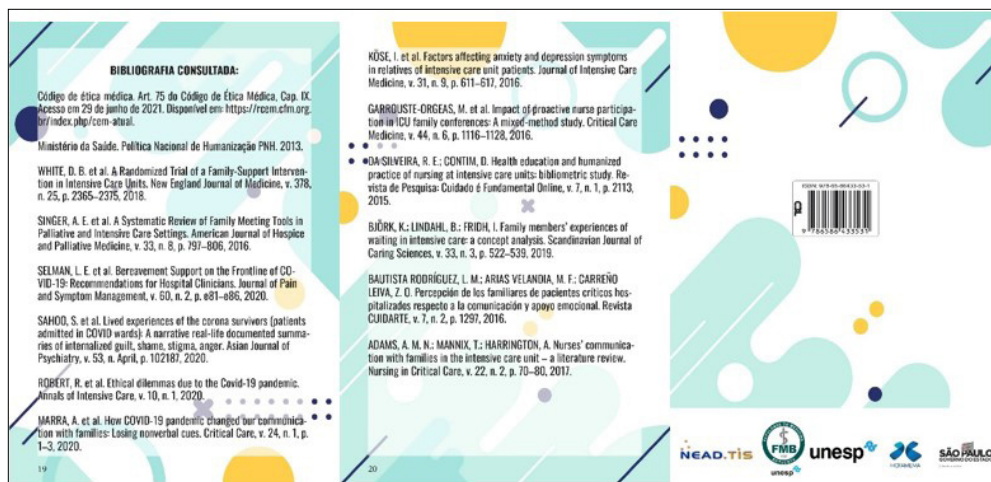 BIBLIOGRAFIA CONSULTADA:
Código de ética médica. Art. 75 do Código de Ética Médica, Cap. IX.
Acesso em 29 de junho de 2021. Disponível em: https://rcem.cfm.org.
br/index.php/cem-atual.
Ministério da Saúde. Política Nacional de Humanização PNH. 2013.
WHITE, D. B. et al. A Randomized Trial of a Family-Support Interven-
tion in Intensive Care Units. New England Journal of Medicine, v. 378,
n. 25, p. 2365–2375, 2018.
SINGER, A. E. et al. A Systematic Review of Family Meeting Tools in
Palliative and Intensive Care Settings. American Journal of Hospice
and Palliative Medicine, v. 33, n. 8, p. 797–806, 2016.
SELMAN, L. E. et al. Bereavement Support on the Frontline of CO-
VID-19: Recommendations for Hospital Clinicians. Journal of Pain
and Symptom Management, v. 60, n. 2, p. e81–e86, 2020.
SAHOO, S. et al. Lived experiences of the corona survivors (patients
admitted in COVID wards): A narrative real-life documented summa-
ries of internalized guilt, shame, stigma, anger. Asian Journal of
Psychiatry, v. 53, n. April, p. 102187, 2020.
ROBERT, R. et al. Ethical dilemmas due to the Covid-19 pandemic.
Annals of Intensive Care, v. 10, n. 1, 2020.
MARRA, A. et al. How COVID-19 pandemic changed our communica-
tion with families: Losing nonverbal cues. Critical Care, v. 24, n. 1, p.
1–3, 2020.
19
KÖSE, I. et al. Factors affecting anxiety and depression symptoms
in relatives of intensive care unit patients. Journal of Intensive Care
Medicine, v. 31, n. 9, p. 611–617, 2016.
GARROUSTE-ORGEAS, M. et al. Impact of proactive nurse participa-
tion in ICU family conferences: A mixed-method study. Critical Care
Medicine, v. 44, n. 6, p. 1116–1128, 2016.
DA SILVEIRA, R. E.; CONTIM, D. Health education and humanized
practice of nursing at intensive care units: bibliometric study. Re-
vista de Pesquisa: Cuidado é Fundamental Online, v. 7, n. 1, p. 2113,
2015.
BJÖRK, K.; LINDAHL, B.; FRIDH, I. Family members' experiences of
waiting in intensive care: a concept analysis. Scandinavian Journal of
Caring Sciences, v. 33, n. 3, p. 522–539, 2019.
BAUTISTA RODRÍGUEZ, L. M.; ARIAS VELANDIA, M. F.; CARREÑO
LEIVA, Z. O. Percepción de los familiares de pacientes críticos hos-
pitalizados respecto a la comunicación y apoyo emocional. Revista
CUIDARTE, v. 7, n. 2, p. 1297, 2016.
ADAMS, A. M. N.; MANNIX, T.; HARRINGTON, A. Nurses' communica-
tion with families in the intensive care unit – a literature review.
Nursing in Critical Care, v. 22, n. 2, p. 70–80, 2017.
20
CBL
9 786586 433531
NEAD.TIS
FMB
unesp
unesp
SÃO PAULO
GOVERNO DO ESTADO